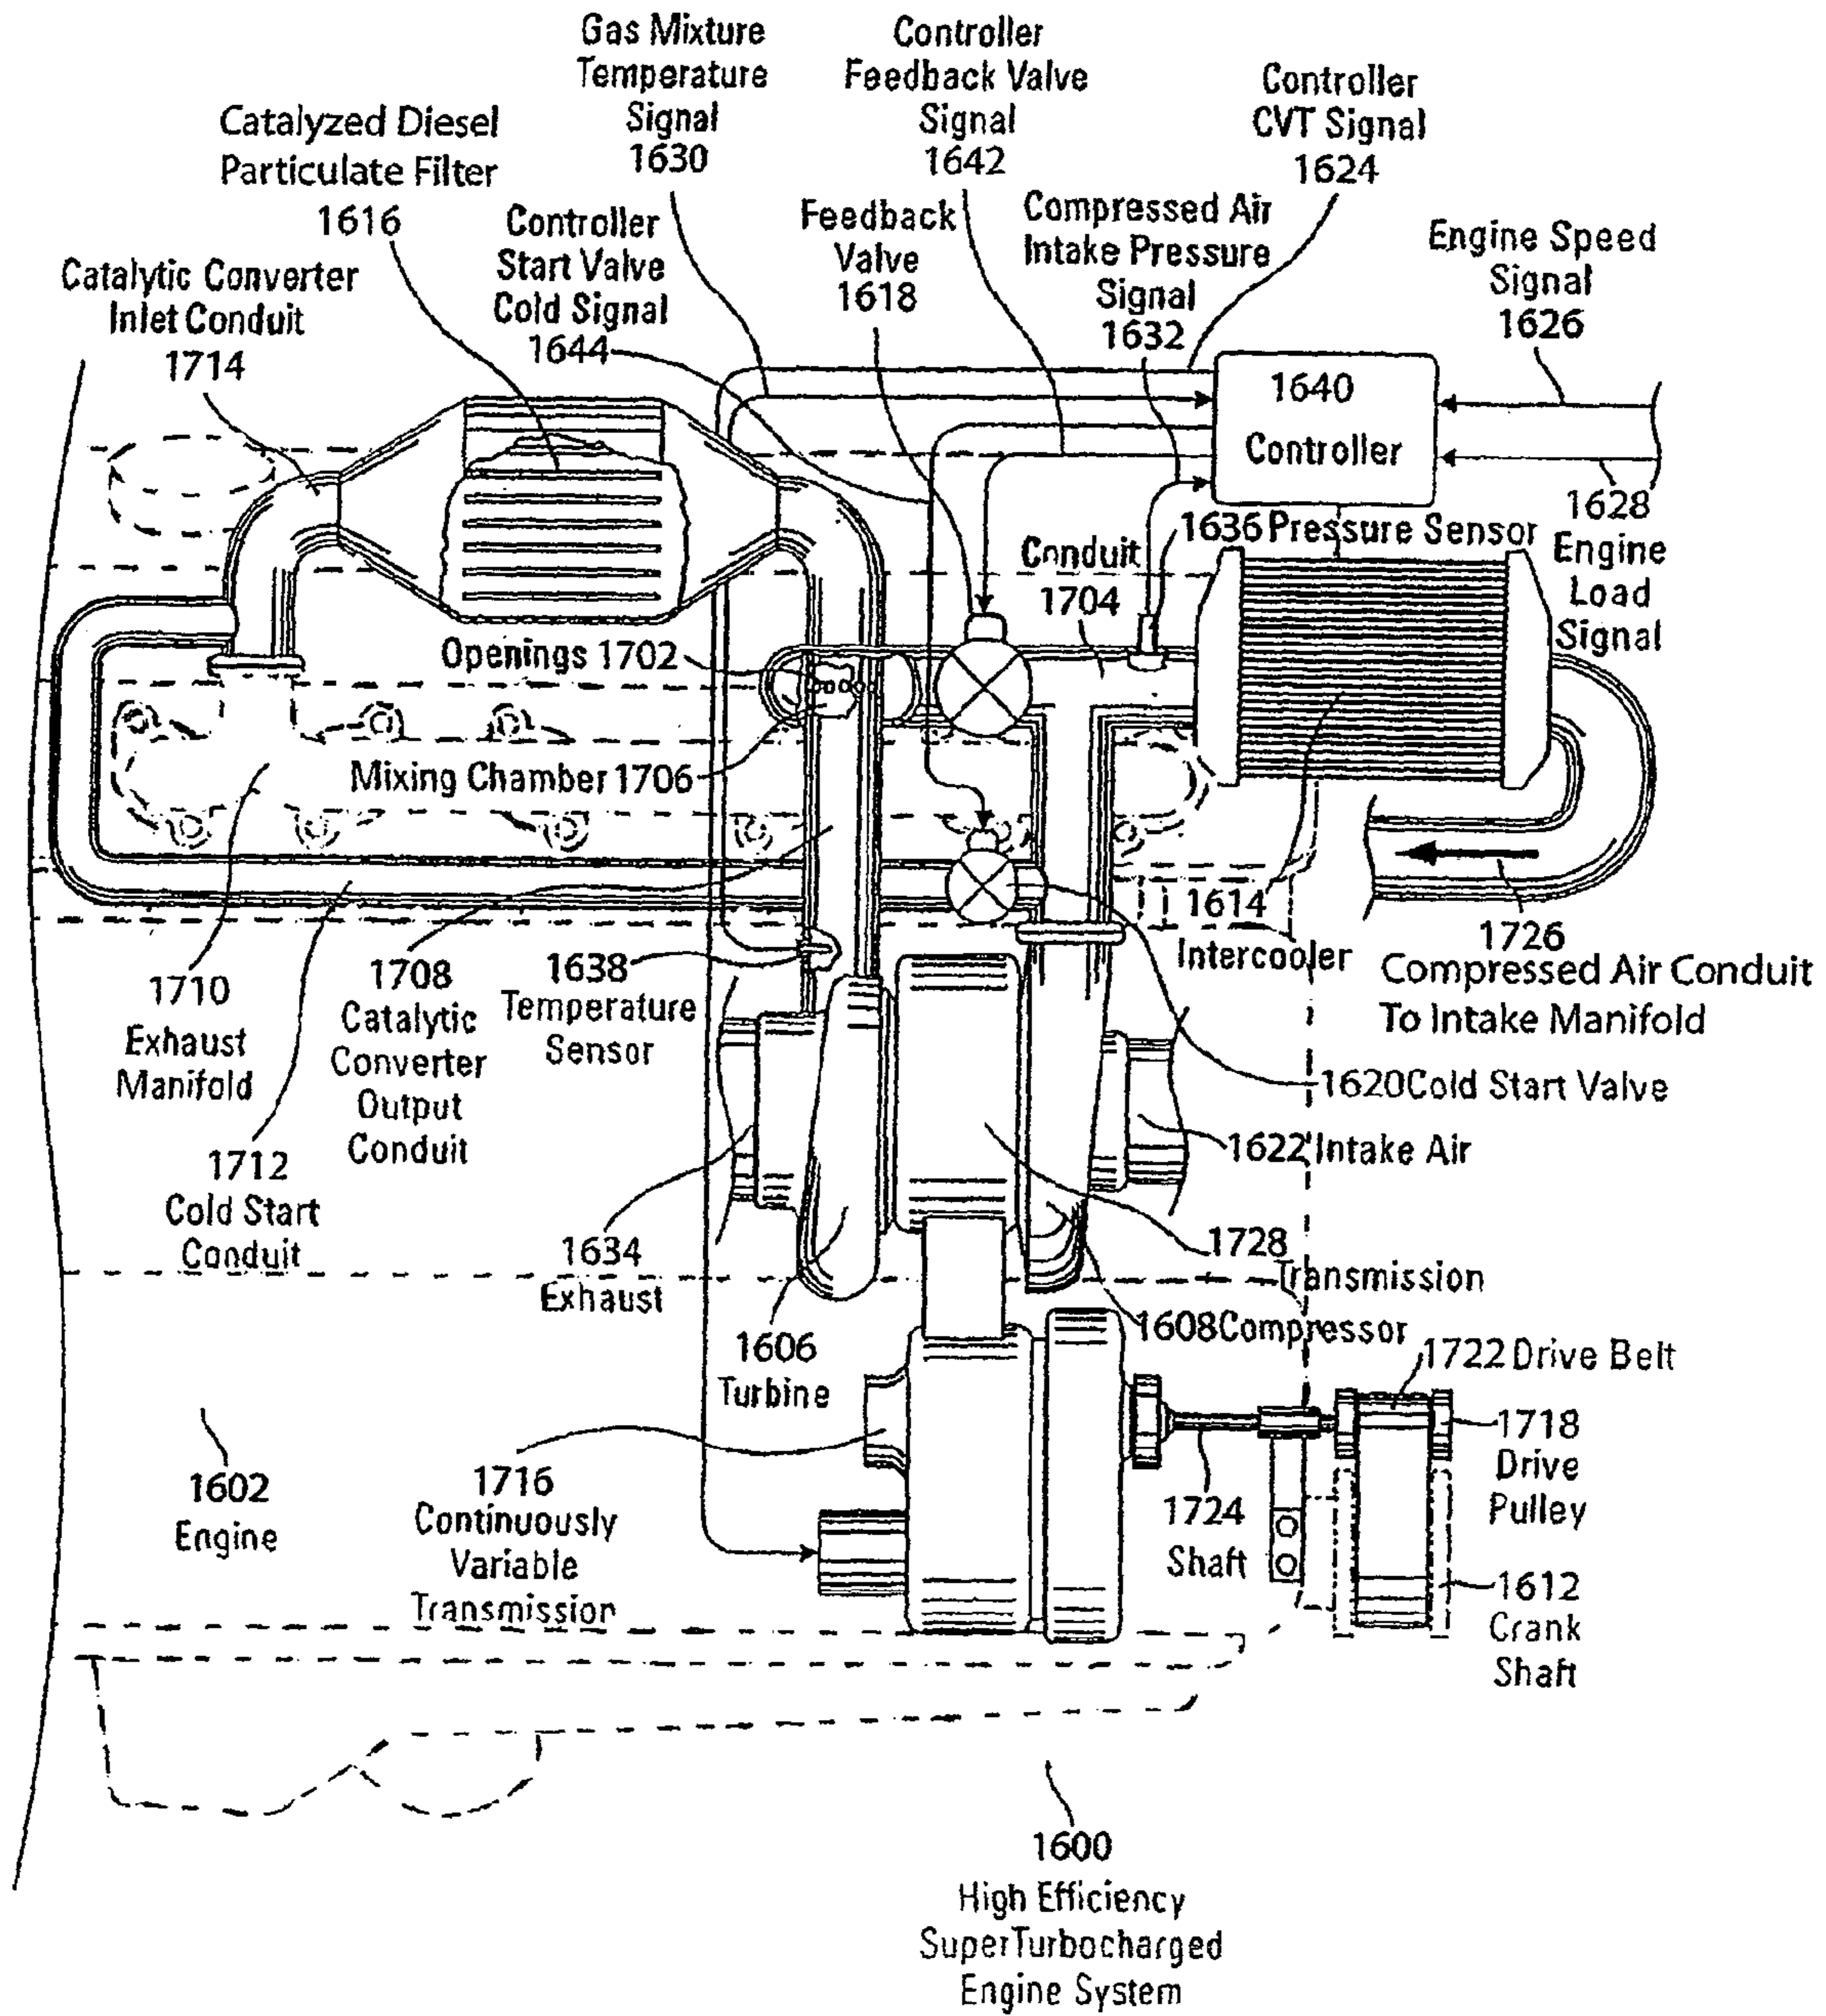 Gas Mixture
Temperature
Signal
1630
Controller
Feedback Valve
Signal
1642
Controller
CVT Signal
1624
Catalyzed Diesel
Particulate Filter
1616
Controller
Start Valve
Cold Signal
1644
Feedback
Valve
1618
Compressed Air
Intake Pressure
Signal
1632
Engine Speed
Signal
1626
Catalytic Converter
Inlet Conduit
1714
1640
Controller
1628
Engine
Load
Signal
1636 Pressure Sensor
Conduit
1704
Openings 1702
Mixing Chamber 1706
1614
Intercooler
1726
Compressed Air Conduit
To Intake Manifold
1710
Exhaust
Manifold
1708
Catalytic
Converter
Output
Conduit
1638
Temperature
Sensor
1620 Cold Start Valve
1712
Cold Start
Conduit
1622 Intake Air
1634
Exhaust
1728
Transmission
1606
Turbine
1608 Compressor
1722 Drive Belt
1718
Drive
Pulley
1602
Engine
1716
Continuously
Variable
Transmission
1724
Shaft
1612
Crank
Shaft
1600
High Efficiency
SuperTurbocharged
Engine System